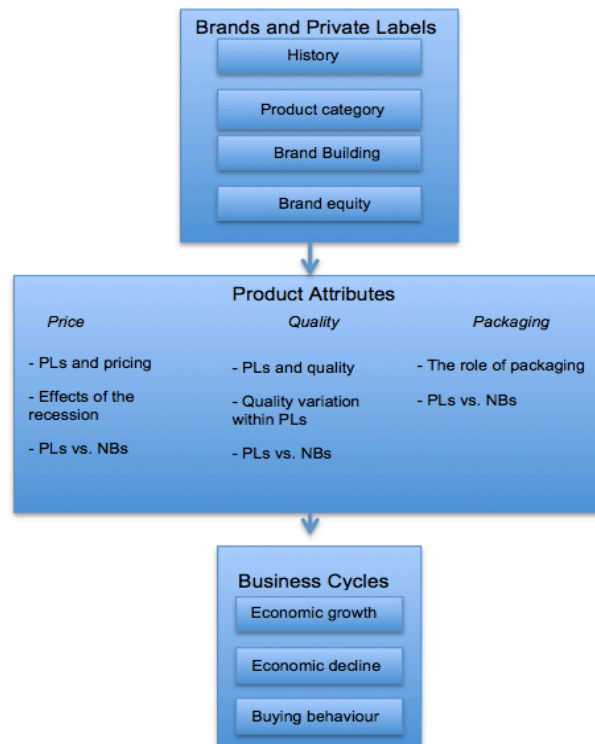 Brands and Private Labels
History
Product category
Brand Building
Brand equity
Product Attributes
Price
- PLs and pricing
- Effects of the
recession
- PLs vs. NBs
Quality
- PLs and quality
- Quality variation
within PLs
- PLs vs. NBs
Packaging
- The role of packaging
- PLs vs. NBs
Business Cycles
Economic growth
Economic decline
Buying behaviour